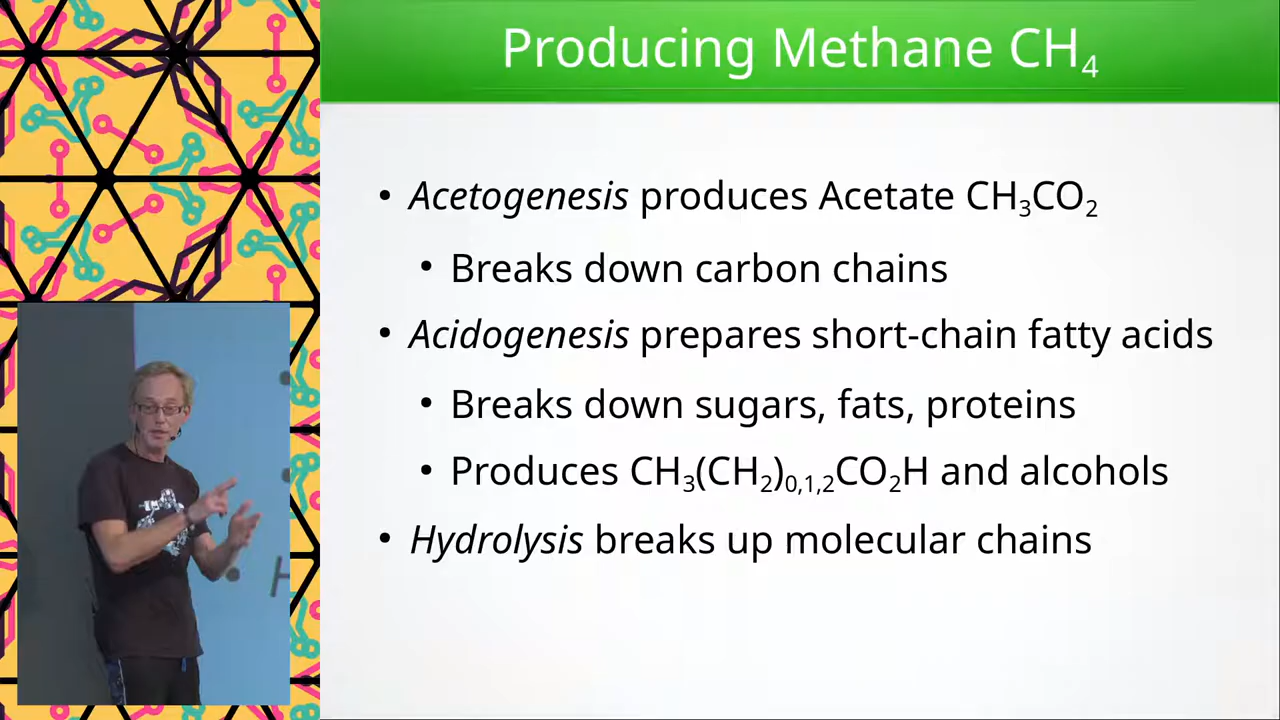 Producing Methane CH₄
• Acetogenesis produces Acetate CH₃CO₂
• Breaks down carbon chains
• Acidogenesis prepares short-chain fatty acids
• Breaks down sugars, fats, proteins
• Produces CH₃(CH₂)₀,₁,₂CO₂H and alcohols
• Hydrolysis breaks up molecular chains